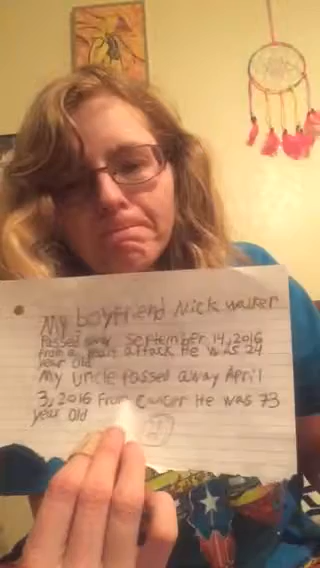 My boyfriend Nick walker
Passed away September 14, 2016
from a heart attack He was 24
year old
My uncle Passed away April
3, 2016 From cancer He was 73
year old